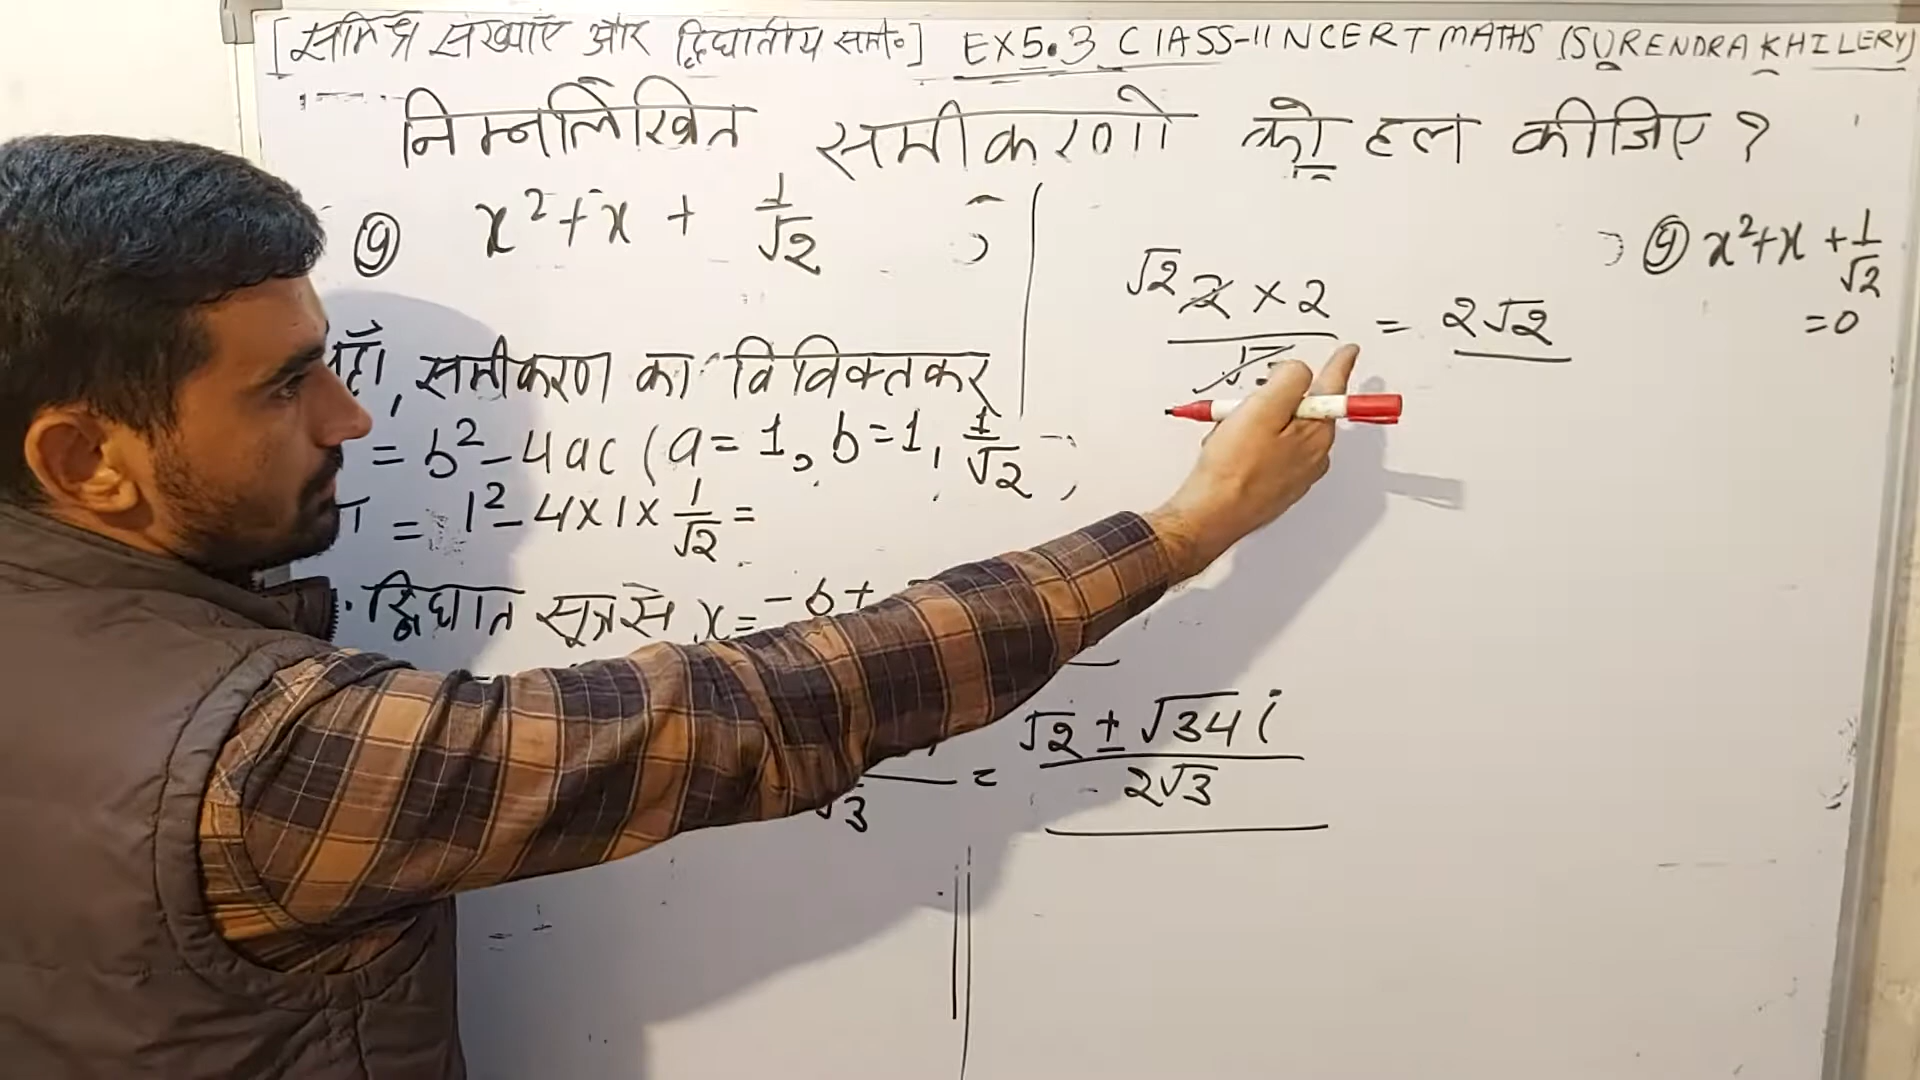 [समिश्र संख्याएँ और द्विघातीय समी०] EX5.3 CLASS-11 NCERT MATHS (SURENDRA KHILERY)
निम्नलिखित समीकरणो को हल कीजिए ?
⑨ x²+x + 1/√2
हाँ, समीकरण का विविक्तकर
= b²-4ac (a=1, b=1, 1/√2
= 1²-4×1×1/√2 =
द्विघात सूत्र से x= -b±
√3 = √2 ± √34 i / 2√3
√2 2 × 2 / √2 = 2√2
⑨ x²+x + 1/√2
=0